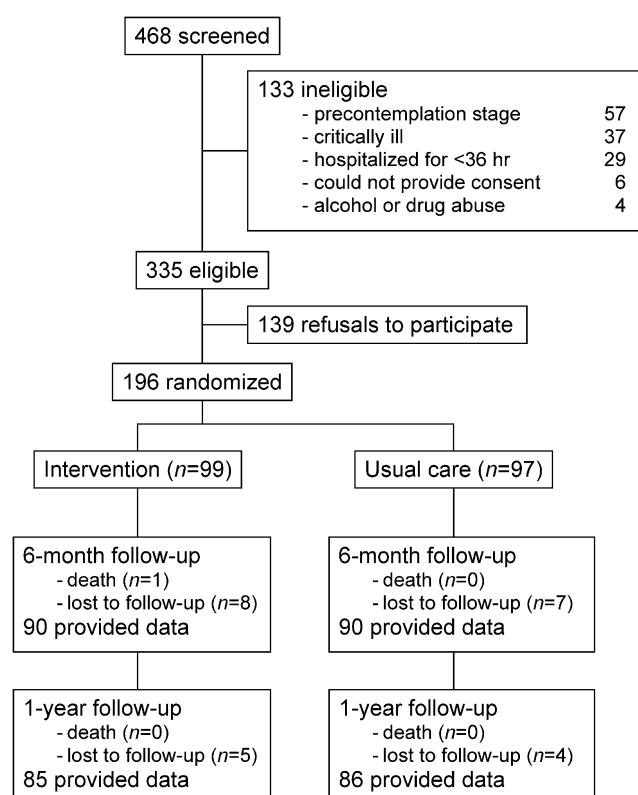 468 screened
133 ineligible
- precontemplation stage 57
- critically ill 37
- hospitalized for <36 hr 29
- could not provide consent 6
- alcohol or drug abuse 4
335 eligible
139 refusals to participate
196 randomized
Intervention (n=99)
Usual care (n=97)
6-month follow-up
- death (n=1)
- lost to follow-up (n=8)
90 provided data
6-month follow-up
- death (n=0)
- lost to follow-up (n=7)
90 provided data
1-year follow-up
- death (n=0)
- lost to follow-up (n=5)
85 provided data
1-year follow-up
- death (n=0)
- lost to follow-up (n=4)
86 provided data